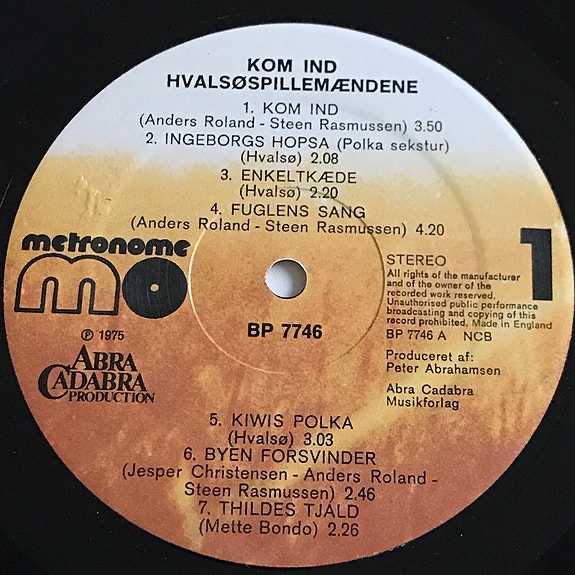 KOM IND
HVALSØSPILLEMÆNDENE
1. KOM IND
(Anders Roland - Steen Rasmussen) 3.50
2. INGEBORGS HOPSA (Polka sekstur)
(Hvalsø) 2.08
3. ENKELTKÆDE
(Hvalsø) 2.20
4. FUGLENS SANG
(Anders Roland - Steen Rasmussen) 4.20
metronome
mo
℗ 1975
ABRA
CADABRA
PRODUCTION
BP 7746
1
STEREO
All rights of the manufacturer
and of the owner of the
recorded work reserved.
Unauthorised public performance
broadcasting and copying of this
record prohibited. Made in England
BP 7746 A NCB
Produceret af:
Peter Abrahamsen
Abra Cadabra
Musikforlag
5. KIWIS POLKA
(Hvalsø) 3.03
6. BYEN FORSVINDER
(Jesper Christensen - Anders Roland -
Steen Rasmussen) 2.46
7. THILDES TJALD
(Mette Bondo) 2.26